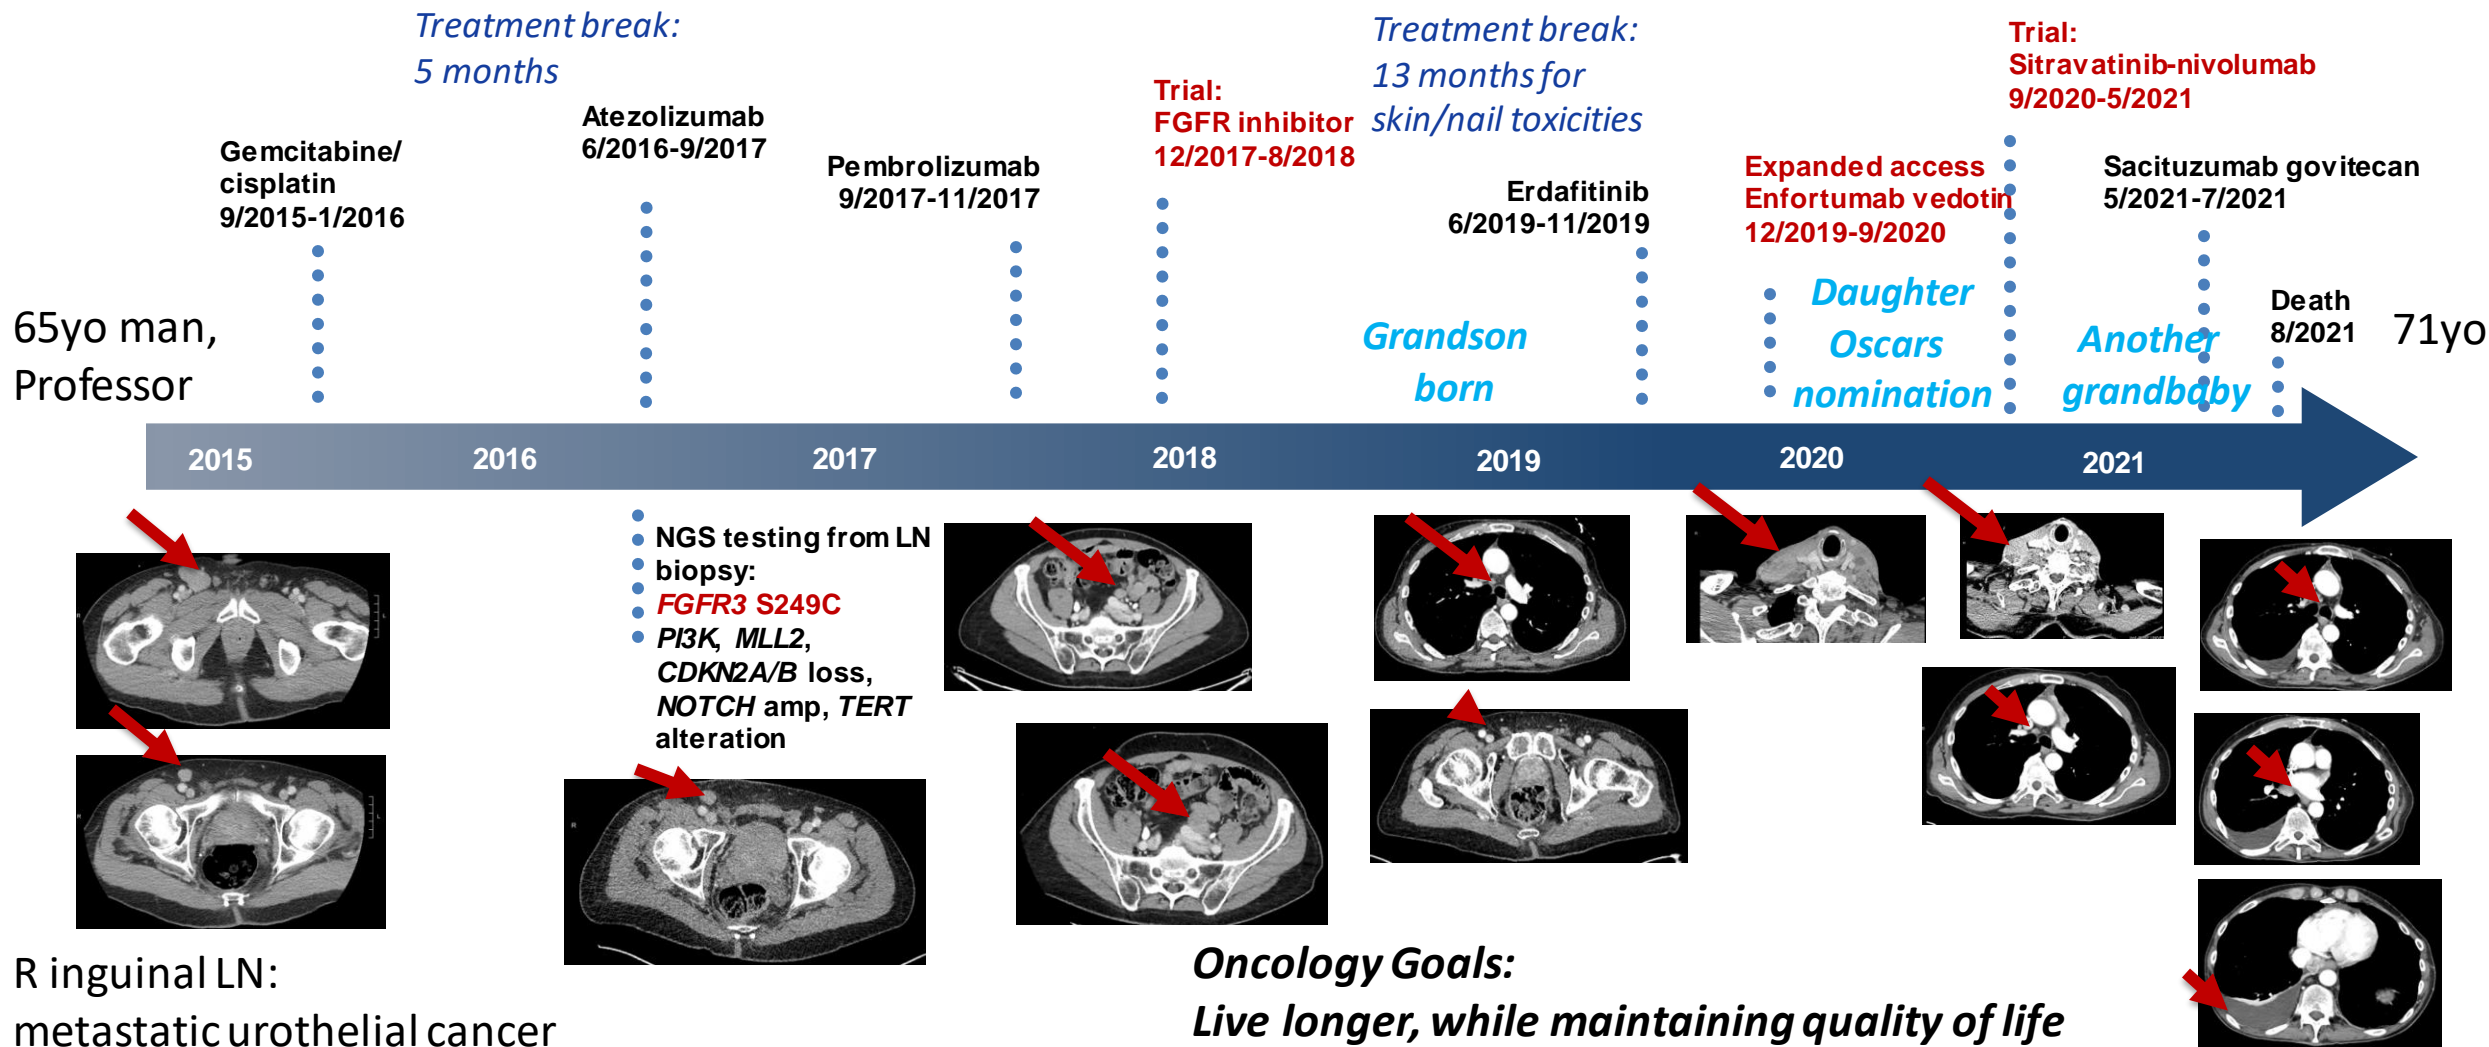 Treatment break:
5 months
Treatment break:
13 months for
skin/nail toxicities
Trial:
Sitravatinib-nivolumab
9/2020-5/2021
Trial:
FGFR inhibitor
12/2017-8/2018
Atezolizumab
6/2016-9/2017
Gemcitabine/
cisplatin
9/2015-1/2016
Pembrolizumab
9/2017-11/2017
Erdafitinib
6/2019-11/2019
Expanded access
Enfortumab vedotin
12/2019-9/2020
Sacituzumab govitecan
5/2021-7/2021
65yo man,
Professor
Grandson
born
Daughter
Oscars
nomination
Another
grandbaby
Death
8/2021
71yo
2015
2016
2017
2018
2019
2020
2021
NGS testing from LN
biopsy:
FGFR3 S249C
PI3K, MLL2,
CDKN2A/B loss,
NOTCH amp, TERT
alteration
R inguinal LN:
metastatic urothelial cancer
Oncology Goals:
Live longer, while maintaining quality of life